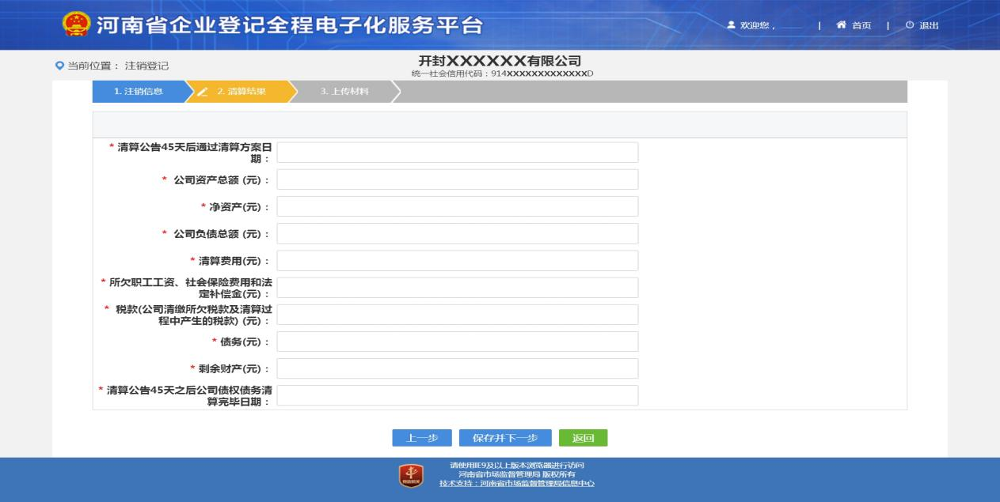 河南省企业登记全程电子化服务平台
欢迎您， | 首页 | 退出
当前位置： 注销登记
开封XXXXXX有限公司
统一社会信用代码：914XXXXXXXXXXXXXD
1. 注销信息 2. 清算结果 3. 上传材料
* 清算公告45天后通过清算方案日
期：
* 公司资产总额 (元)：
* 净资产(元)：
* 公司负债总额 (元)：
* 清算费用(元)：
* 所欠职工工资、社会保险费用和法
定补偿金(元)：
* 税款(公司清缴所欠税款及清算过
程中产生的税款) (元)：
* 债务(元)：
* 剩余财产(元)：
* 清算公告45天之后公司债权债务清
算完毕日期：
上一步 保存并下一步 返回
请使用IE9及以上版本浏览器进行访问
河南省市场监督管理局 版权所有
技术支持：河南省市场监督管理局信息中心